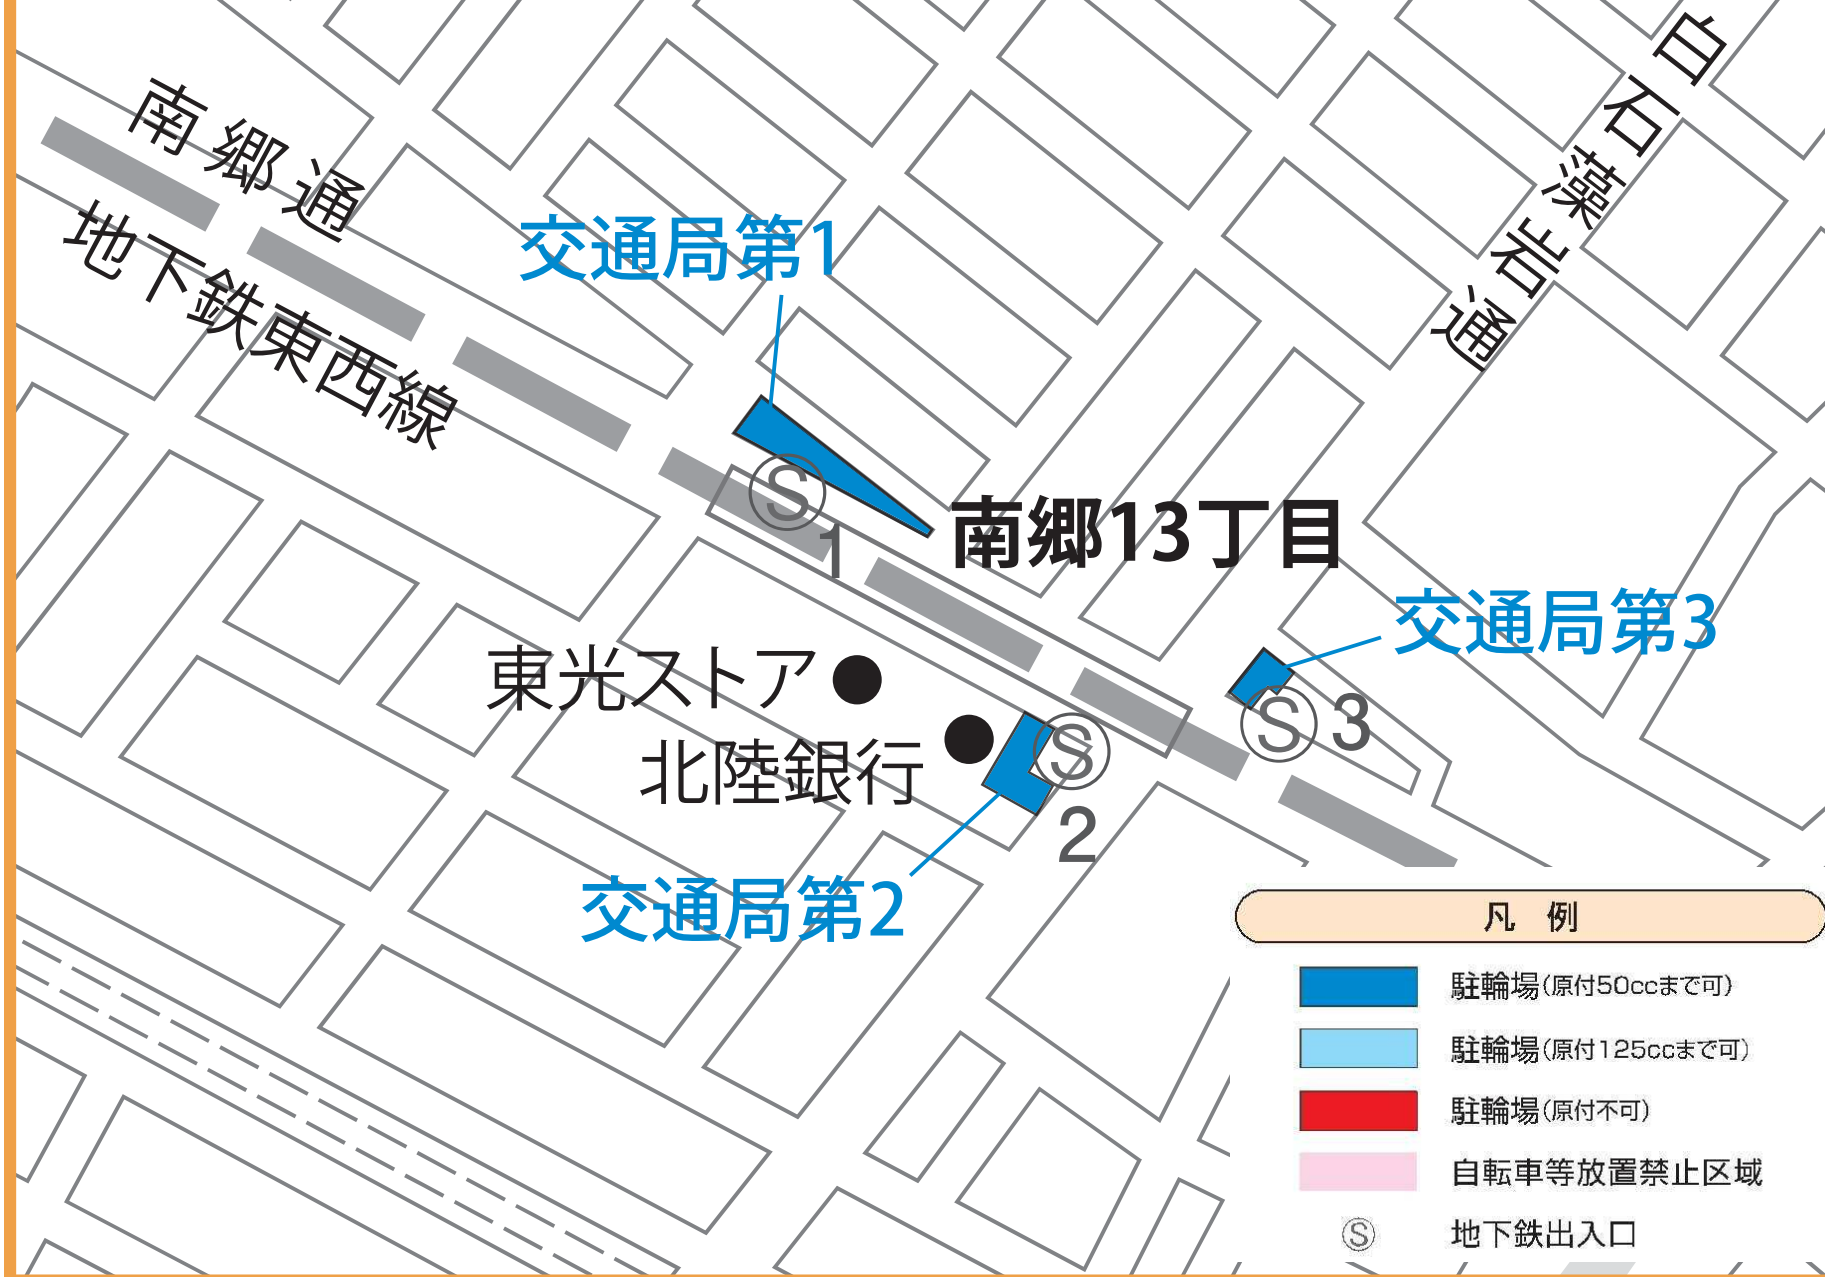 白石藻岩通
南郷通
地下鉄東西線
交通局第1
Ⓢ
1
南郷13丁目
交通局第3
東光ストア
Ⓢ 3
北陸銀行
Ⓢ
2
交通局第2
凡 例
駐輪場(原付50ccまで可)
駐輪場(原付125ccまで可)
駐輪場(原付不可)
自転車等放置禁止区域
Ⓢ 地下鉄出入口